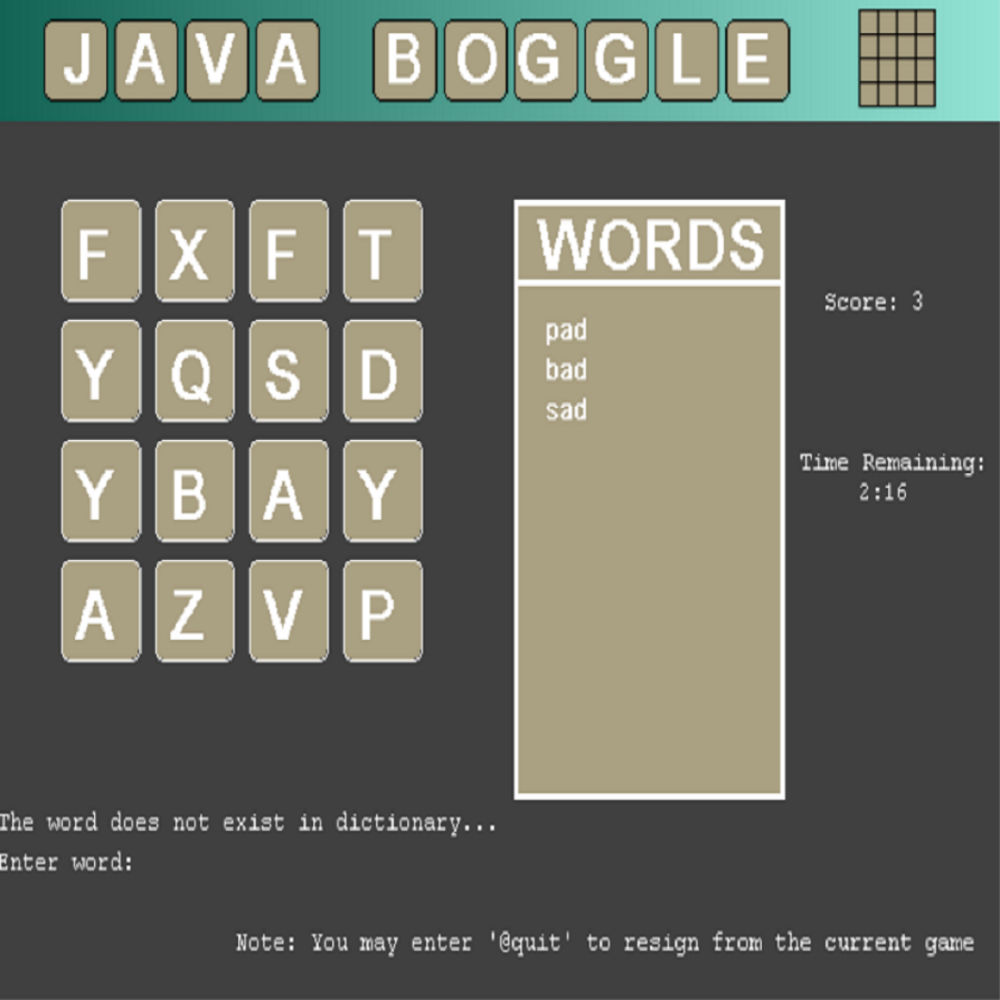 JAVA BOGGLE
F X F T
Y Q S D
Y B A Y
A Z V P
WORDS
pad
bad
sad
Score: 3
Time Remaining:
2:16
The word does not exist in dictionary...
Enter word:
Note: You may enter '@quit' to resign from the current game